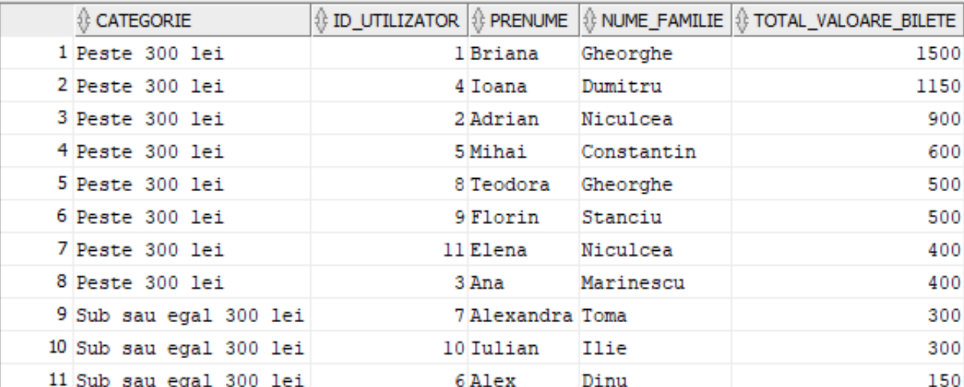 CATEGORIE ID_UTILIZATOR PRENUME NUME_FAMILIE TOTAL_VALOARE_BILETE
1 Peste 300 lei 1 Briana Gheorghe 1500
2 Peste 300 lei 4 Ioana Dumitru 1150
3 Peste 300 lei 2 Adrian Niculcea 900
4 Peste 300 lei 5 Mihai Constantin 600
5 Peste 300 lei 8 Teodora Gheorghe 500
6 Peste 300 lei 9 Florin Stanciu 500
7 Peste 300 lei 11 Elena Niculcea 400
8 Peste 300 lei 3 Ana Marinescu 400
9 Sub sau egal 300 lei 7 Alexandra Toma 300
10 Sub sau egal 300 lei 10 Iulian Ilie 300
11 Sub sau egal 300 lei 6 Alex Dinu 150